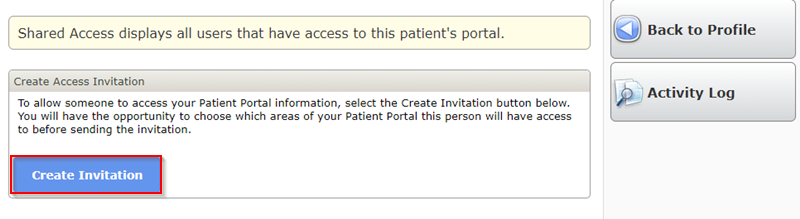 Shared Access displays all users that have access to this patient's portal.
Back to Profile
Create Access Invitation
Activity Log
To allow someone to access your Patient Portal information, select the Create Invitation button below.
You will have the opportunity to choose which areas of your Patient Portal this person will have access
to before sending the invitation.
Create Invitation